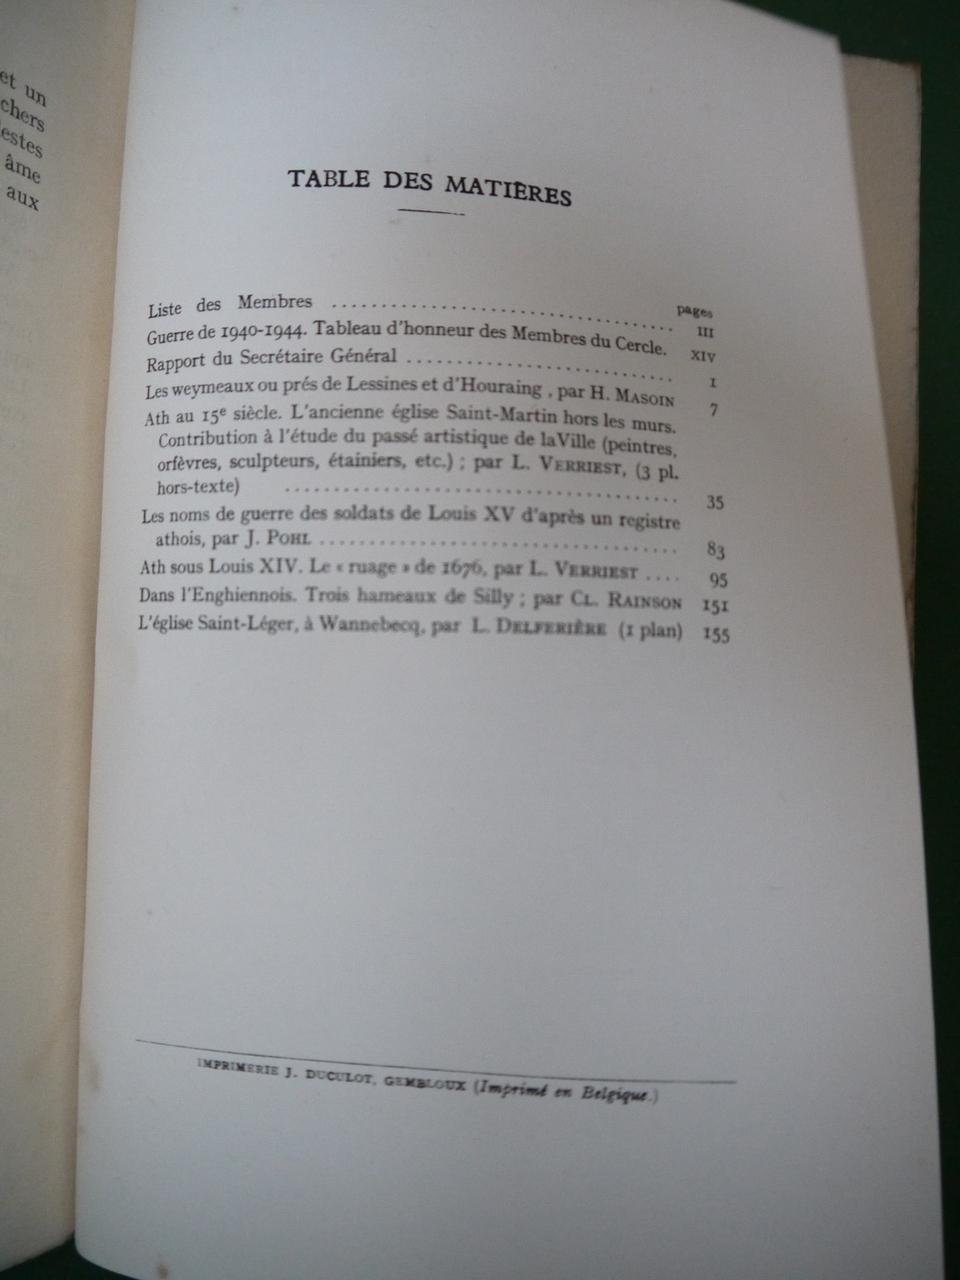 et un
chers
estes
âme
aux
TABLE DES MATIÈRES
pages
Liste des Membres ........................................ III
Guerre de 1940-1944. Tableau d'honneur des Membres du Cercle. XIV
Rapport du Secrétaire Général .............................. 1
Les weymeaux ou prés de Lessines et d'Houraing , par H. MASOIN 7
Ath au 15e siècle. L'ancienne église Saint-Martin hors les murs.
Contribution à l'étude du passé artistique de laVille (peintres,
orfèvres, sculpteurs, étainiers, etc.) ; par L. VERRIEST, (3 pl.
hors-texte) ........................................ 35
Les noms de guerre des soldats de Louis XV d'après un registre
athois, par J. POHL ........................................ 83
Ath sous Louis XIV. Le « ruage » de 1676, par L. VERRIEST .... 95
Dans l'Enghiennois. Trois hameaux de Silly ; par CL. RAINSON 151
L'église Saint-Léger, à Wannebecq, par L. DELFERIÈRE (1 plan) 155
IMPRIMERIE J. DUCULOT, GEMBLOUX (Imprimé en Belgique.)